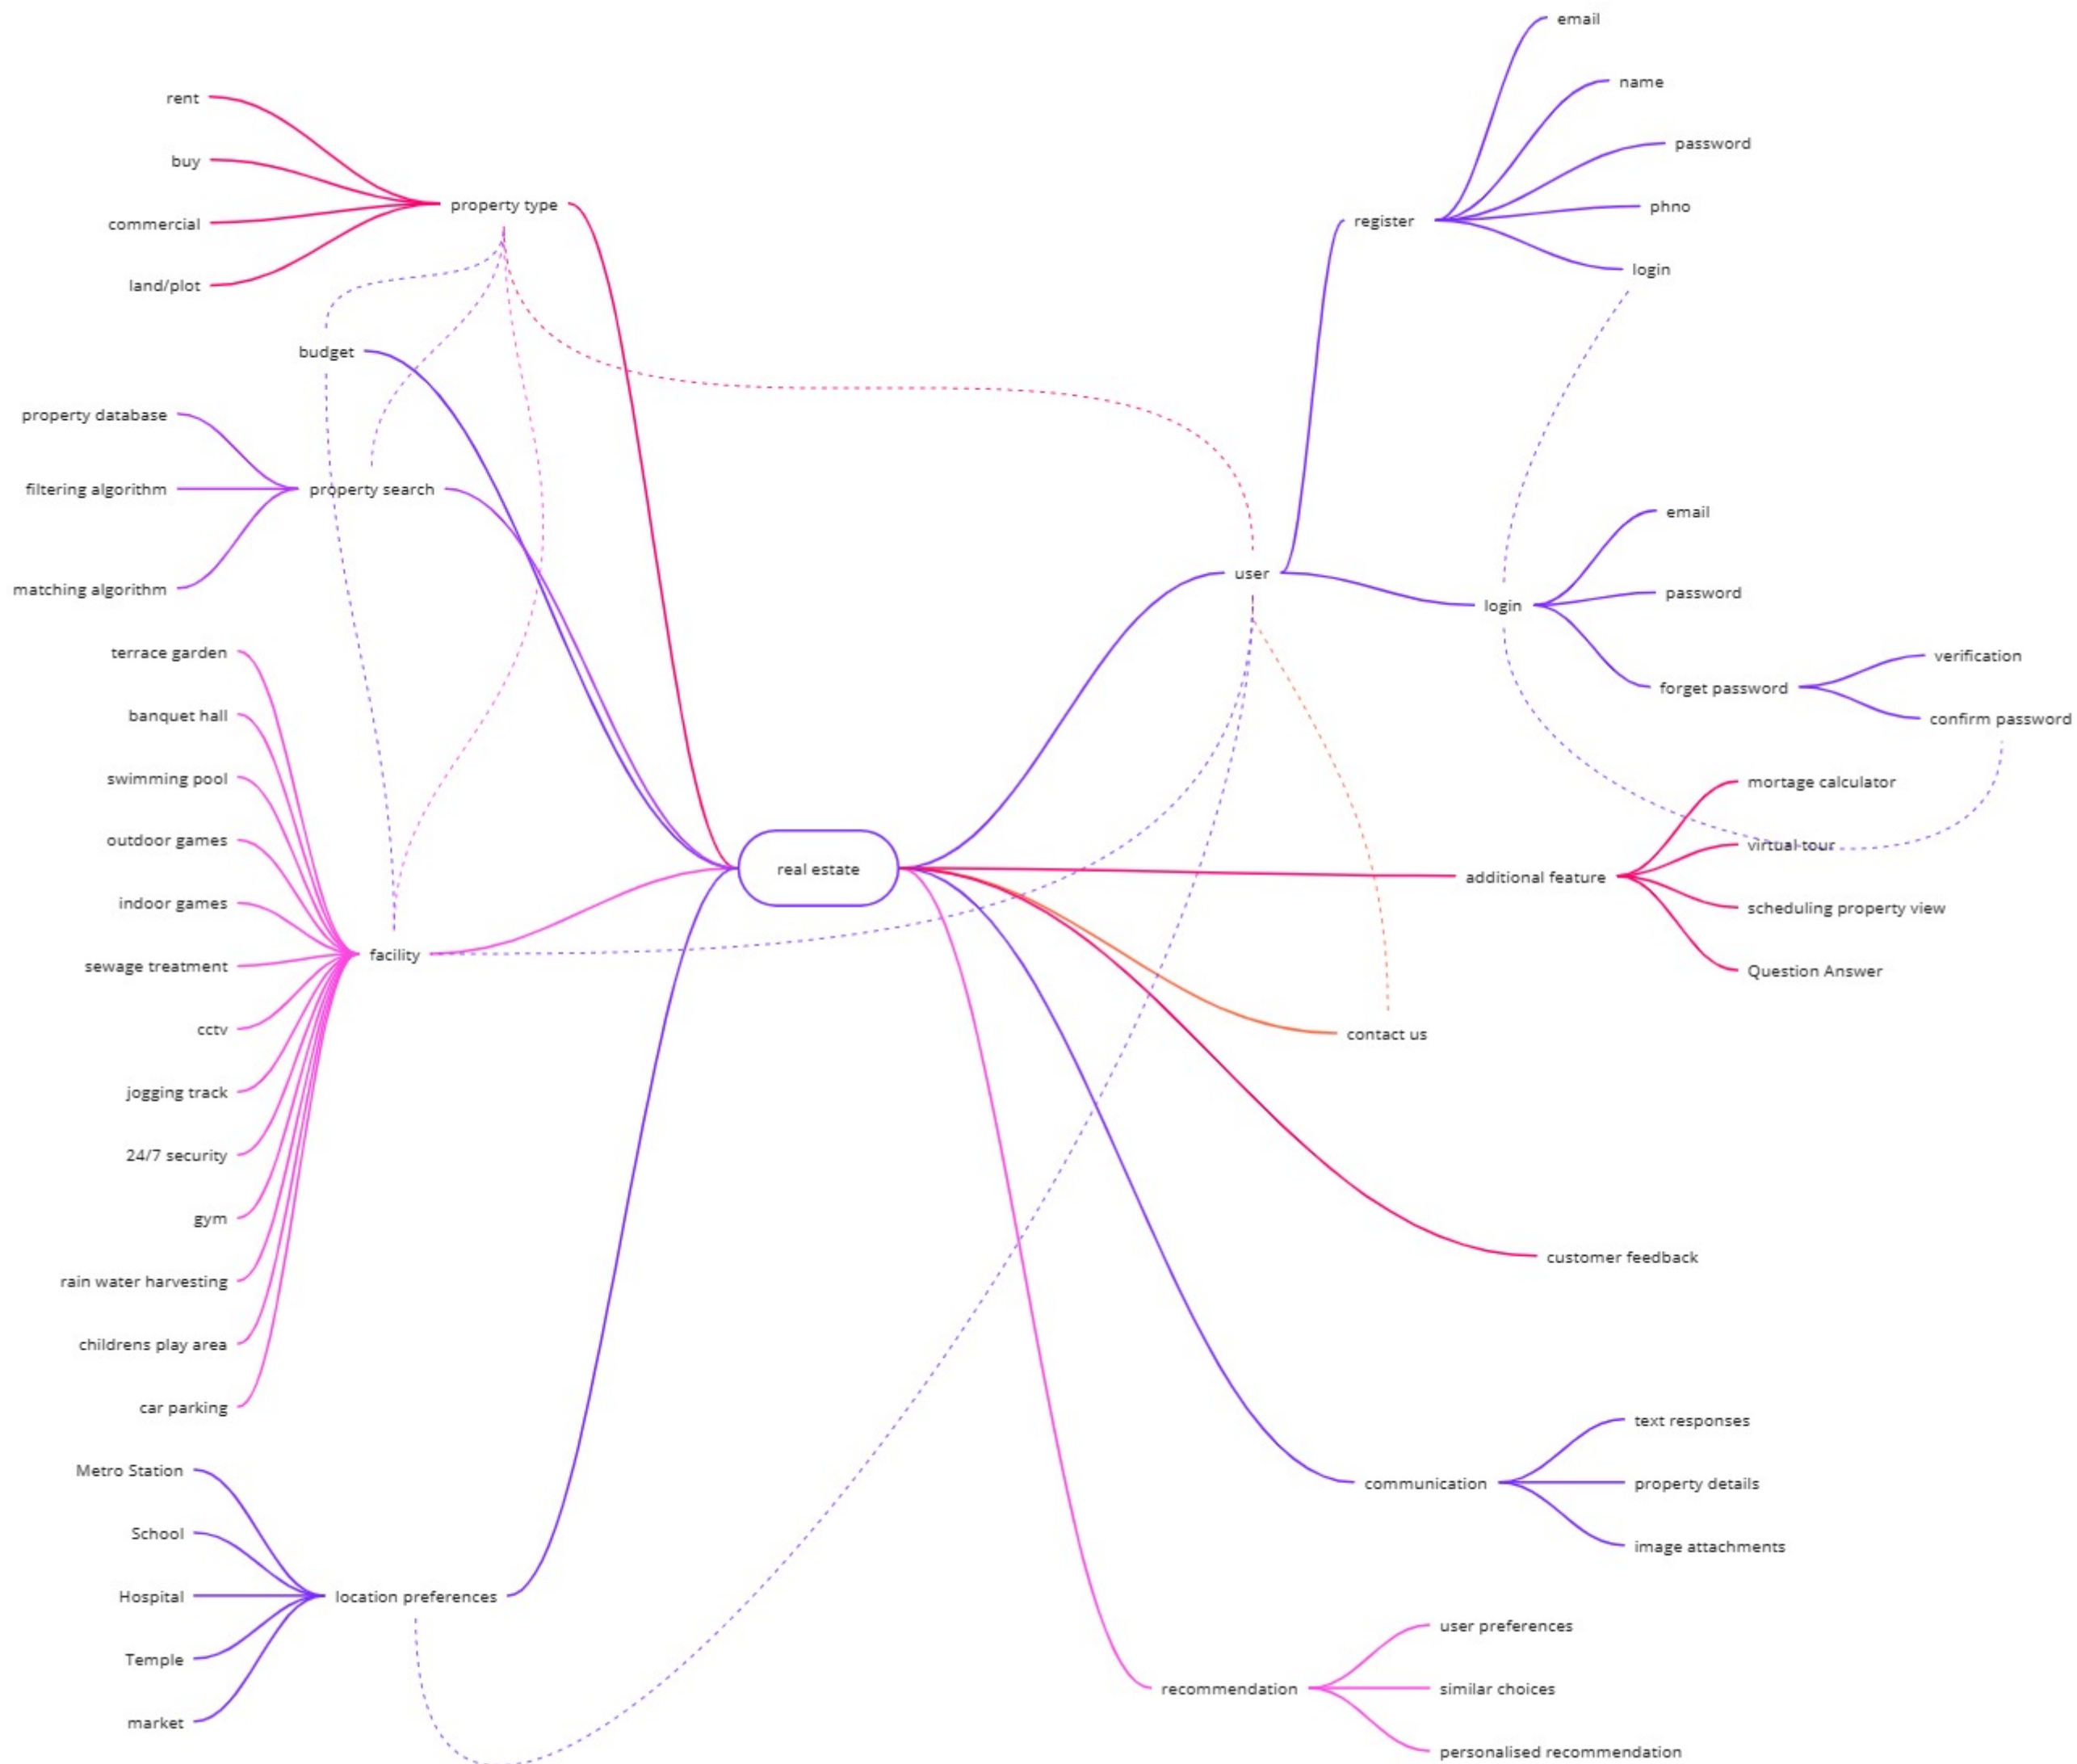 rent
buy
commercial
land/plot
property type
budget
property database
filtering algorithm
matching algorithm
property search
terrace garden
banquet hall
swimming pool
outdoor games
indoor games
sewage treatment
cctv
jogging track
24/7 security
gym
rain water harvesting
childrens play area
car parking
facility
Metro Station
School
Hospital
Temple
market
location preferences
real estate
user
register
email
name
password
phno
login
login
email
password
forget password
verification
confirm password
additional feature
mortage calculator
virtual tour
scheduling property view
Question Answer
contact us
customer feedback
communication
text responses
property details
image attachments
recommendation
user preferences
similar choices
personalised recommendation